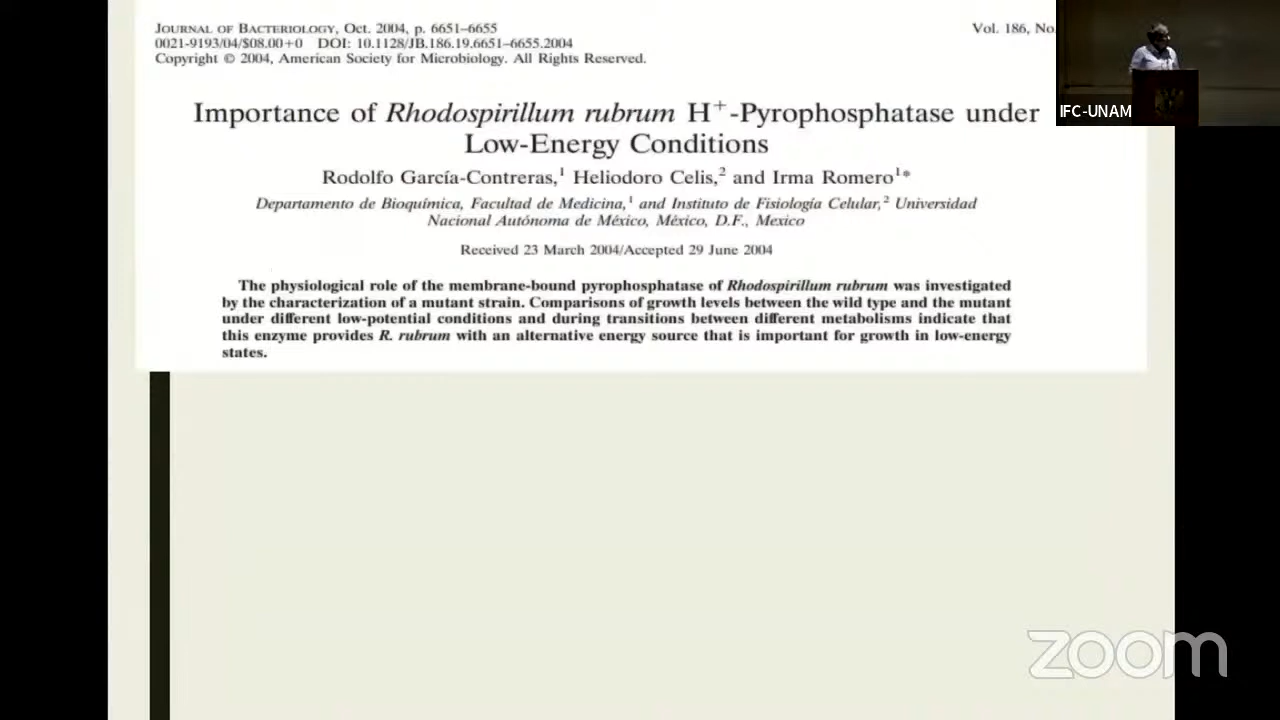 JOURNAL OF BACTERIOLOGY, Oct. 2004, p. 6651–6655
Vol. 186, No.
0021-9193/04/$08.00+0 DOI: 10.1128/JB.186.19.6651–6655.2004
Copyright © 2004, American Society for Microbiology. All Rights Reserved.
IFC-UNAM
Importance of Rhodospirillum rubrum H+-Pyrophosphatase under
Low-Energy Conditions
Rodolfo García-Contreras,1 Heliodoro Celis,2 and Irma Romero1*
Departamento de Bioquímica, Facultad de Medicina,1 and Instituto de Fisiología Celular,2 Universidad
Nacional Autónoma de México, México, D.F., Mexico
Received 23 March 2004/Accepted 29 June 2004
The physiological role of the membrane-bound pyrophosphatase of Rhodospirillum rubrum was investigated
by the characterization of a mutant strain. Comparisons of growth levels between the wild type and the mutant
under different low-potential conditions and during transitions between different metabolisms indicate that
this enzyme provides R. rubrum with an alternative energy source that is important for growth in low-energy
states.
zoom